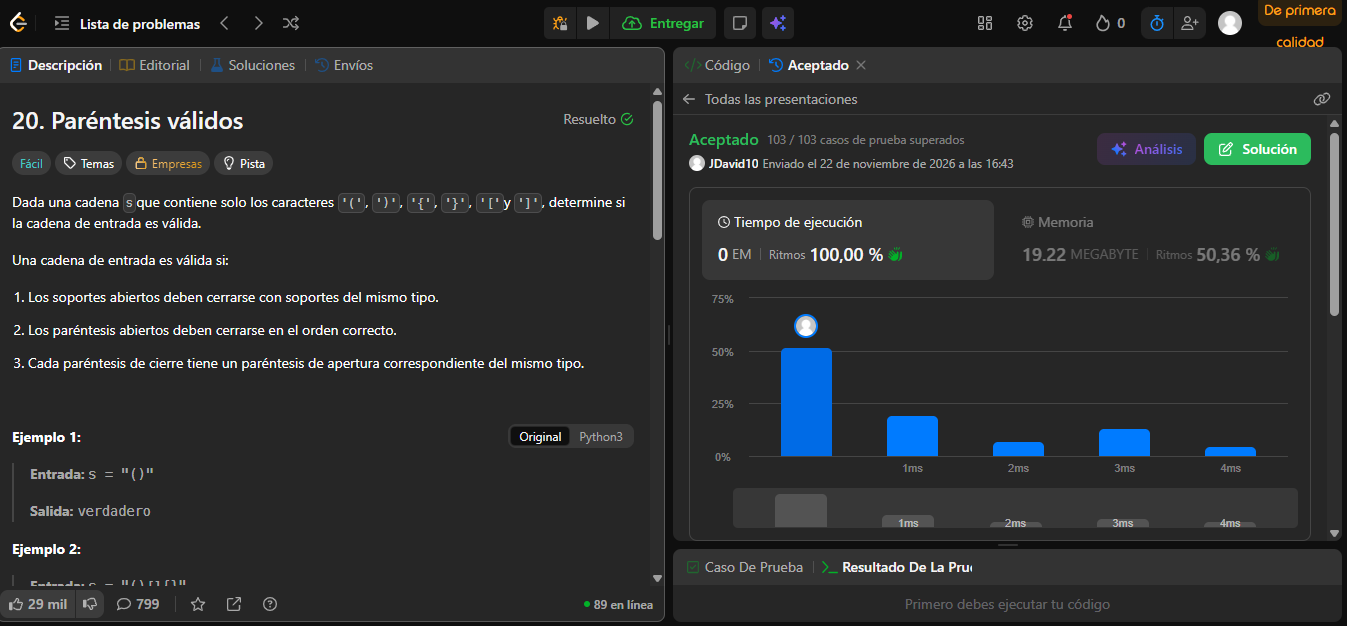 Lista de problemas
Entregar
0
De primera
calidad
Descripción
Editorial
Soluciones
Envíos
20. Paréntesis válidos
Resuelto
Fácil
Temas
Empresas
Pista
Dada una cadena s que contiene solo los caracteres '(', ')', '{', '}', '[' y ']', determine si
la cadena de entrada es válida.
Una cadena de entrada es válida si:
1. Los soportes abiertos deben cerrarse con soportes del mismo tipo.
2. Los paréntesis abiertos deben cerrarse en el orden correcto.
3. Cada paréntesis de cierre tiene un paréntesis de apertura correspondiente del mismo tipo.
Ejemplo 1:
Original
Python3
Entrada: s = "()"
Salida: verdadero
Ejemplo 2:
Entrada: s = "()[]{}"
29 mil
799
89 en línea
Código
Aceptado
Todas las presentaciones
Aceptado 103 / 103 casos de prueba superados
JDavid10 Enviado el 22 de noviembre de 2026 a las 16:43
Análisis
Solución
Tiempo de ejecución
0 EM | Ritmos 100,00 %
Memoria
19.22 MEGABYTE | Ritmos 50,36 %
75%
50%
25%
0%
1ms
2ms
3ms
4ms
1ms
2ms
3ms
4ms
Caso De Prueba
Resultado De La Pru
Primero debes ejecutar tu código